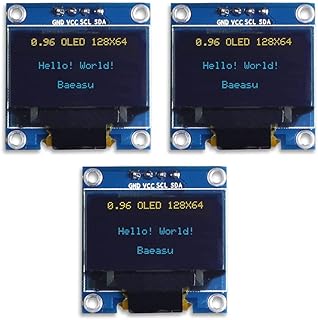 GND VCC SCL SDA
0.96 OLED 128X64
Hello! World!
Baeasu
GND VCC SCL SDA
0.96 OLED 128X64
Hello! World!
Baeasu
GND VCC SCL SDA
0.96 OLED 128X64
Hello! World!
Baeasu